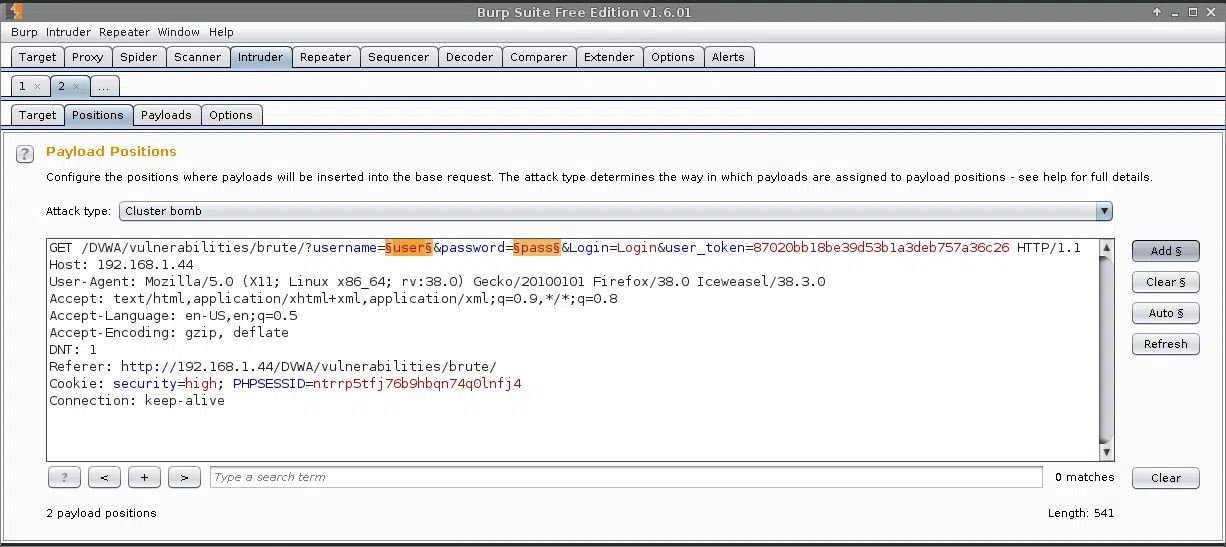 Burp Suite Free Edition v1.6.01
Burp Intruder Repeater Window Help
Target Proxy Spider Scanner Intruder Repeater Sequencer Decoder Comparer Extender Options Alerts
1 × 2 × ...
Target Positions Payloads Options
? Payload Positions
Configure the positions where payloads will be inserted into the base request. The attack type determines the way in which payloads are assigned to payload positions - see help for full details.
Attack type: Cluster bomb
GET /DVWA/vulnerabilities/brute/?username=§user§&password=§pass§&Login=Login&user_token=87020bb18be39d53b1a3deb757a36c26 HTTP/1.1
Host: 192.168.1.44
User-Agent: Mozilla/5.0 (X11; Linux x86_64; rv:38.0) Gecko/20100101 Firefox/38.0 Iceweasel/38.3.0
Accept: text/html,application/xhtml+xml,application/xml;q=0.9,*/*;q=0.8
Accept-Language: en-US,en;q=0.5
Accept-Encoding: gzip, deflate
DNT: 1
Referer: http://192.168.1.44/DVWA/vulnerabilities/brute/
Cookie: security=high; PHPSESSID=ntrrp5tfj76b9hbqn74q0lnfj4
Connection: keep-alive
Add §
Clear §
Auto §
Refresh
? < + > Type a search term 0 matches Clear
2 payload positions Length: 541